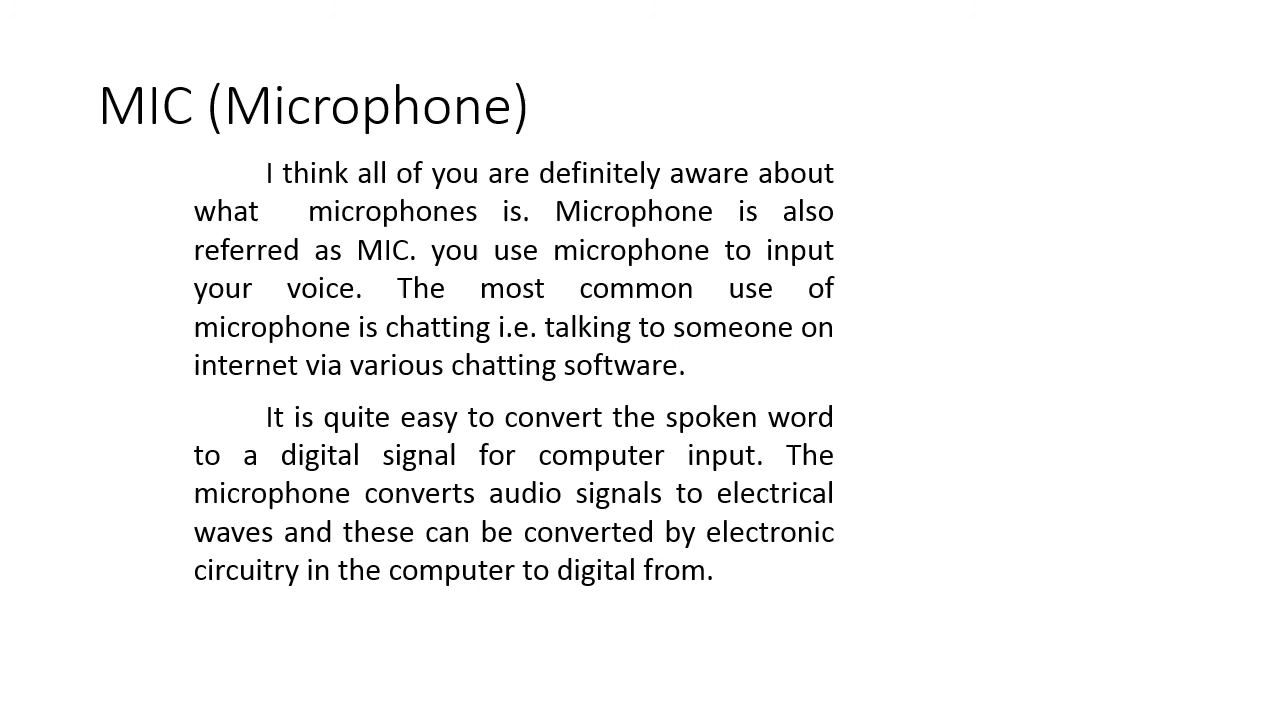 MIC (Microphone)
I think all of you are definitely aware about
what microphones is. Microphone is also
referred as MIC. you use microphone to input
your voice. The most common use of
microphone is chatting i.e. talking to someone on
internet via various chatting software.
It is quite easy to convert the spoken word
to a digital signal for computer input. The
microphone converts audio signals to electrical
waves and these can be converted by electronic
circuitry in the computer to digital from.